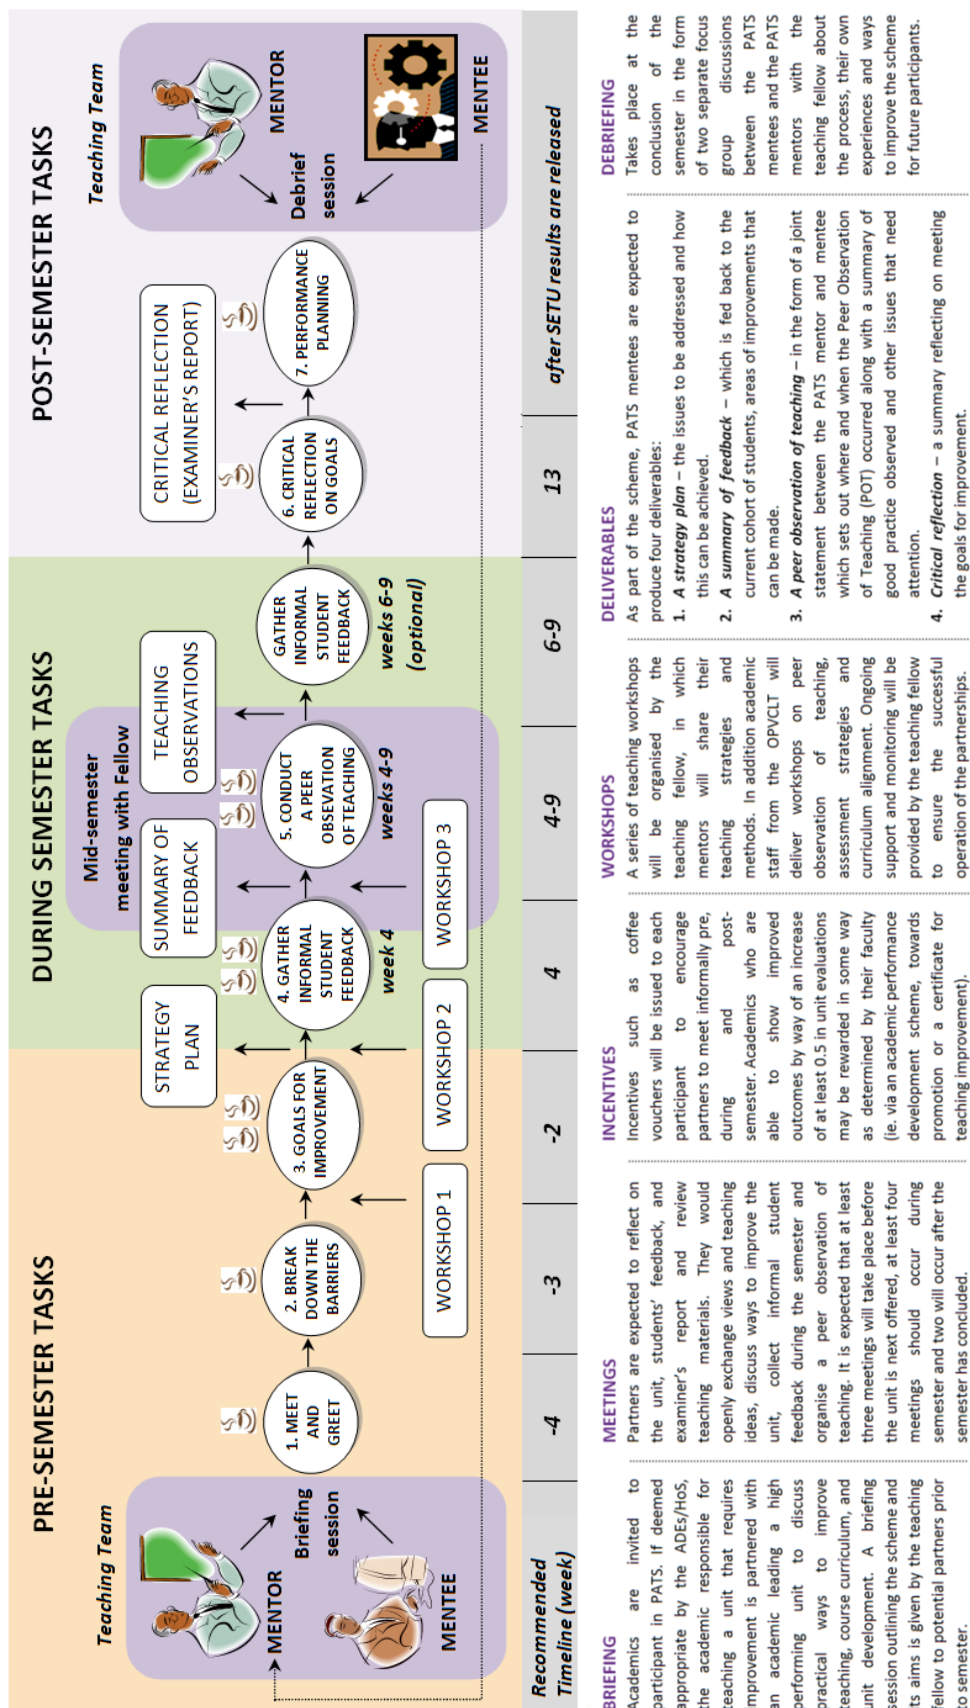 PRE-SEMESTER TASKS
DURING SEMESTER TASKS
POST-SEMESTER TASKS
Teaching Team
MENTOR
MENTEE
Briefing
session
1. MEET
AND
GREET
2. BREAK
DOWN THE
BARRIERS
3. GOALS FOR
IMPROVEMENT
STRATEGY
PLAN
WORKSHOP 1
WORKSHOP 2
WORKSHOP 3
Mid-semester
meeting with Fellow
SUMMARY OF
FEEDBACK
TEACHING
OBSERVATIONS
4. GATHER
INFORMAL
STUDENT
FEEDBACK
week 4
5. CONDUCT
A PEER
OBSEVATION
OF TEACHING
weeks 4-9
GATHER
INFORMAL
STUDENT
FEEDBACK
weeks 6-9
(optional)
CRITICAL REFLECTION
(EXAMINER'S REPORT)
6. CRITICAL
REFLECTION
ON GOALS
7. PERFORMANCE
PLANNING
Teaching Team
MENTOR
Debrief
session
MENTEE
Recommended
Timeline (week)
-4
-3
-2
4
4-9
6-9
13
after SETU results are released
BRIEFING
Academics are invited to
participant in PATS. If deemed
appropriate by the ADEs/HoS,
the academic responsible for
teaching a unit that requires
improvement is partnered with
an academic leading a high
performing unit to discuss
practical ways to improve
teaching, course curriculum, and
unit development. A briefing
session outlining the scheme and
its aims is given by the teaching
fellow to potential partners prior
to semester.
MEETINGS
Partners are expected to reflect on
the unit, students' feedback, and
examiner's report and review
teaching materials. They would
openly exchange views and teaching
ideas, discuss ways to improve the
unit, collect informal student
feedback during the semester and
organise a peer observation of
teaching. It is expected that at least
three meetings will take place before
the unit is next offered, at least four
meetings should occur during
semester and two will occur after the
semester has concluded.
INCENTIVES
Incentives such as coffee
vouchers will be issued to each
participant to encourage
partners to meet informally pre,
during and post-
semester. Academics who are
able to show improved
outcomes by way of an increase
of at least 0.5 in unit evaluations
may be rewarded in some way
as determined by their faculty
(ie. via an academic performance
development scheme, towards
promotion or a certificate for
teaching improvement).
WORKSHOPS
A series of teaching workshops
will be organised by the
teaching fellow, in which
mentors will share their
teaching strategies and
methods. In addition academic
staff from the OPVCLT will
deliver workshops on peer
observation of teaching,
assessment strategies and
curriculum alignment. Ongoing
support and monitoring will be
provided by the teaching fellow
to ensure the successful
operation of the partnerships.
DELIVERABLES
As part of the scheme, PATS mentees are expected to
produce four deliverables:
1. A strategy plan – the issues to be addressed and how
this can be achieved.
2. A summary of feedback – which is fed back to the
current cohort of students, areas of improvements that
can be made.
3. A peer observation of teaching – in the form of a joint
statement between the PATS mentor and mentee
which sets out where and when the Peer Observation
of Teaching (POT) occurred along with a summary of
good practice observed and other issues that need
attention.
4. Critical reflection – a summary reflecting on meeting
the goals for improvement.
DEBRIEFING
Takes place at the
conclusion of the
semester in the form
of two separate focus
group discussions
between the PATS
mentees and the PATS
mentors with the
teaching fellow about
the process, their own
experiences and ways
to improve the scheme
for future participants.